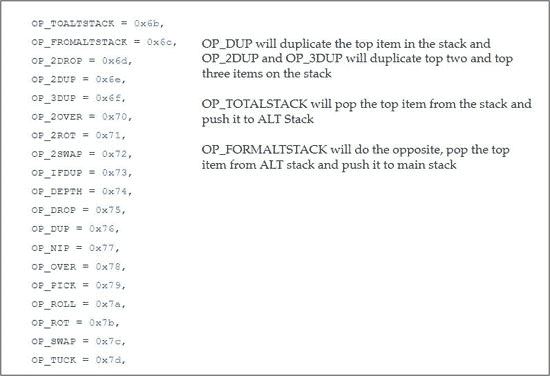 OP_TOALTSTACK = 0x6b,
OP_FROMALTSTACK = 0x6c,
OP_2DROP = 0x6d,
OP_2DUP = 0x6e,
OP_3DUP = 0x6f,
OP_2OVER = 0x70,
OP_2ROT = 0x71,
OP_2SWAP = 0x72,
OP_IFDUP = 0x73,
OP_DEPTH = 0x74,
OP_DROP = 0x75,
OP_DUP = 0x76,
OP_NIP = 0x77,
OP_OVER = 0x78,
OP_PICK = 0x79,
OP_ROLL = 0x7a,
OP_ROT = 0x7b,
OP_SWAP = 0x7c,
OP_TUCK = 0x7d,
OP_DUP will duplicate the top item in the stack and
OP_2DUP and OP_3DUP will duplicate top two and top
three items on the stack
OP_TOTALSTACK will pop the top item from the stack and
push it to ALT Stack
OP_FORMALTSTACK will do the opposite, pop the top
item from ALT stack and push it to main stack